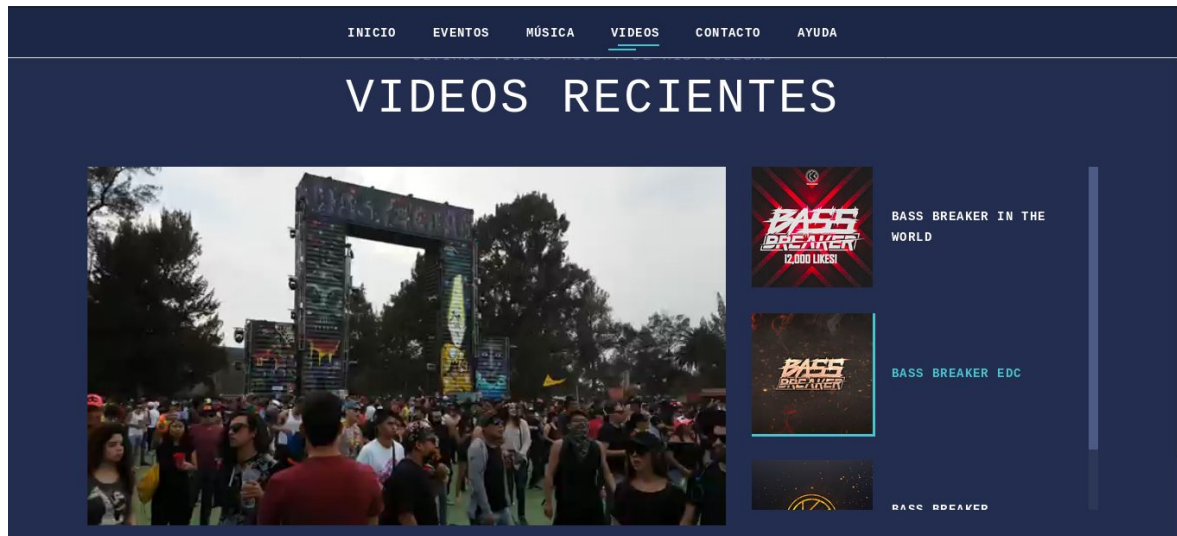 INICIO EVENTOS MÚSICA VIDEOS CONTACTO AYUDA
VIDEOS RECIENTES
BASS
BREAKER
12,000 LIKES!
BASS BREAKER IN THE
WORLD
BASS
BREAKER
BASS BREAKER EDC
BASS BREAKER